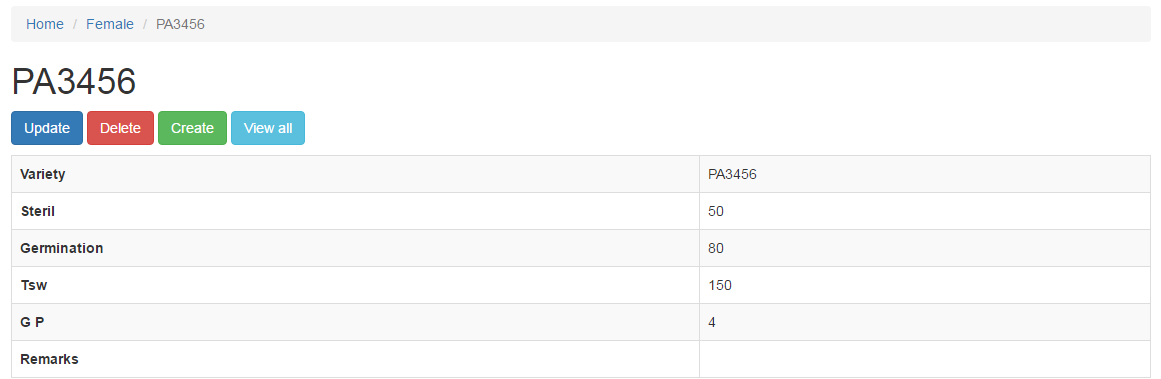 Home / Female / PA3456
PA3456
Update Delete Create View all
Variety PA3456
Steril 50
Germination 80
Tsw 150
G P 4
Remarks